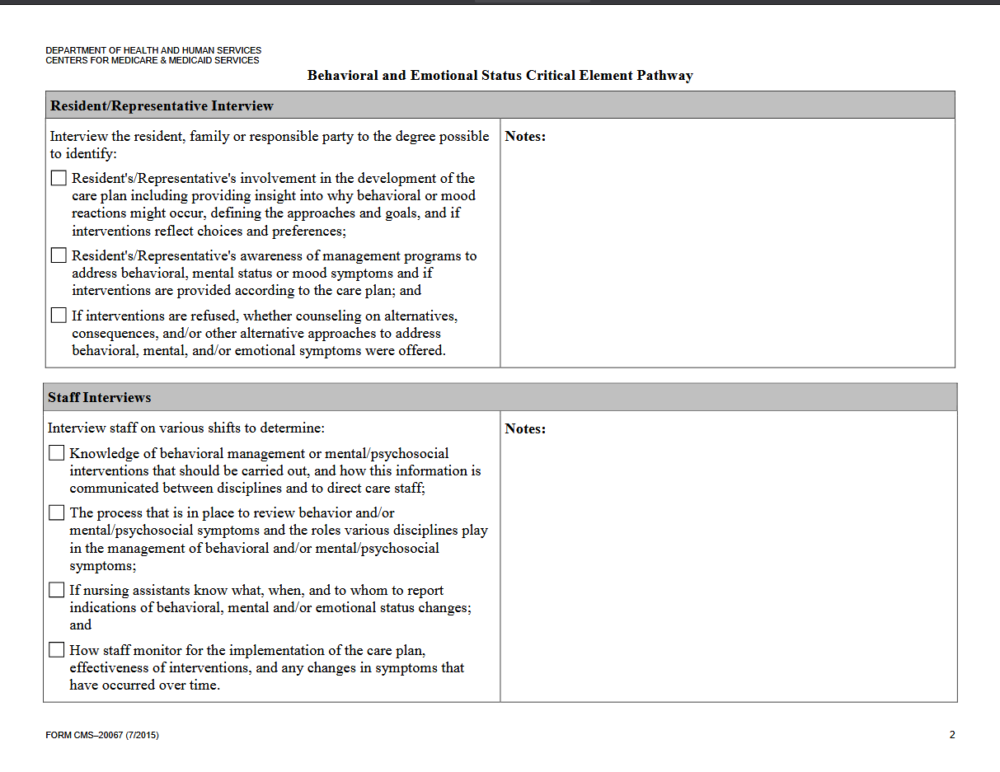 DEPARTMENT OF HEALTH AND HUMAN SERVICES
CENTERS FOR MEDICARE & MEDICAID SERVICES
Behavioral and Emotional Status Critical Element Pathway
Resident/Representative Interview
Interview the resident, family or responsible party to the degree possible
to identify:
Resident's/Representative's involvement in the development of the
care plan including providing insight into why behavioral or mood
reactions might occur, defining the approaches and goals, and if
interventions reflect choices and preferences;
Resident's/Representative's awareness of management programs to
address behavioral, mental status or mood symptoms and if
interventions are provided according to the care plan; and
If interventions are refused, whether counseling on alternatives,
consequences, and/or other alternative approaches to address
behavioral, mental, and/or emotional symptoms were offered.
Notes:
Staff Interviews
Interview staff on various shifts to determine:
Knowledge of behavioral management or mental/psychosocial
interventions that should be carried out, and how this information is
communicated between disciplines and to direct care staff;
The process that is in place to review behavior and/or
mental/psychosocial symptoms and the roles various disciplines play
in the management of behavioral and/or mental/psychosocial
symptoms;
If nursing assistants know what, when, and to whom to report
indications of behavioral, mental and/or emotional status changes;
and
How staff monitor for the implementation of the care plan,
effectiveness of interventions, and any changes in symptoms that
have occurred over time.
Notes:
FORM CMS–20067 (7/2015)
2